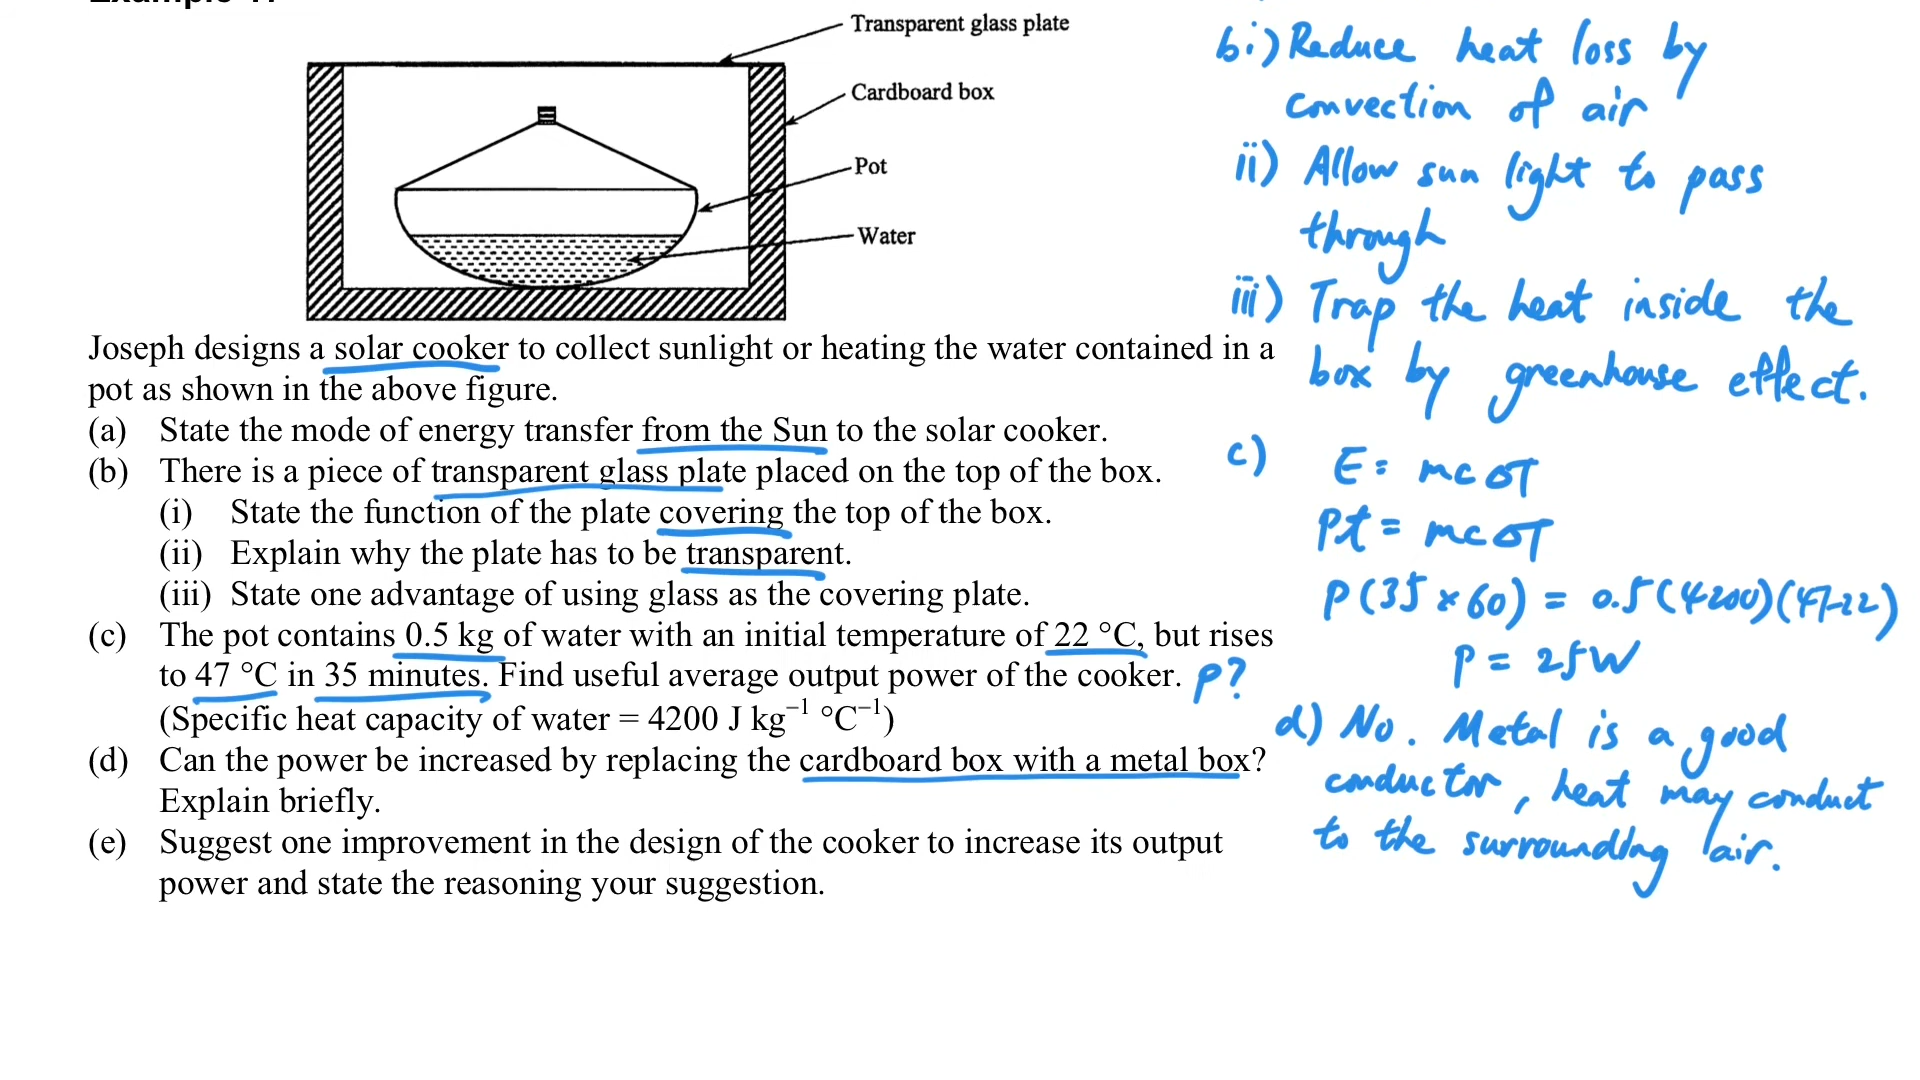 Transparent glass plate
Cardboard box
Pot
Water
Joseph designs a solar cooker to collect sunlight or heating the water contained in a
pot as shown in the above figure.
(a) State the mode of energy transfer from the Sun to the solar cooker.
(b) There is a piece of transparent glass plate placed on the top of the box.
(i) State the function of the plate covering the top of the box.
(ii) Explain why the plate has to be transparent.
(iii) State one advantage of using glass as the covering plate.
(c) The pot contains 0.5 kg of water with an initial temperature of 22 °C, but rises
to 47 °C in 35 minutes. Find useful average output power of the cooker. P?
(Specific heat capacity of water = 4200 J kg⁻¹ °C⁻¹)
(d) Can the power be increased by replacing the cardboard box with a metal box?
Explain briefly.
(e) Suggest one improvement in the design of the cooker to increase its output
power and state the reasoning your suggestion.
bi) Reduce heat loss by
convection of air
ii) Allow sun light to pass
through
iii) Trap the heat inside the
box by greenhouse effect.
c) E = mcΔT
Pt = mcΔT
P(35×60) = 0.5(4200)(47-22)
P = 25W
d) No. Metal is a good
conductor, heat may conduct
to the surrounding air.